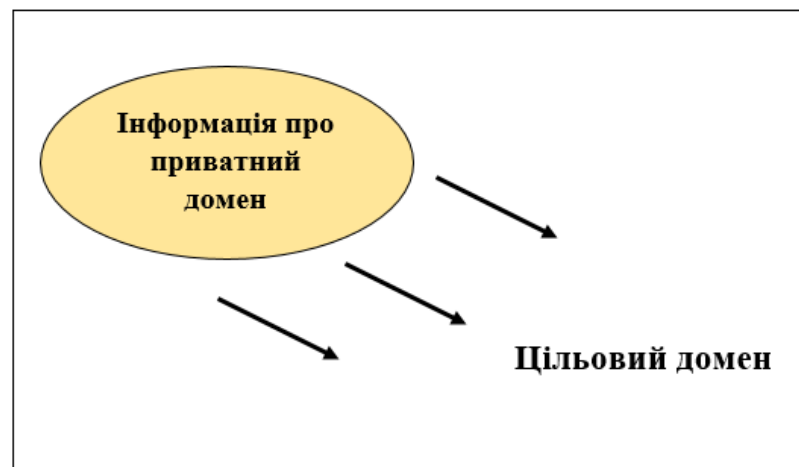 Інформація про
приватний
домен
Цільовий домен